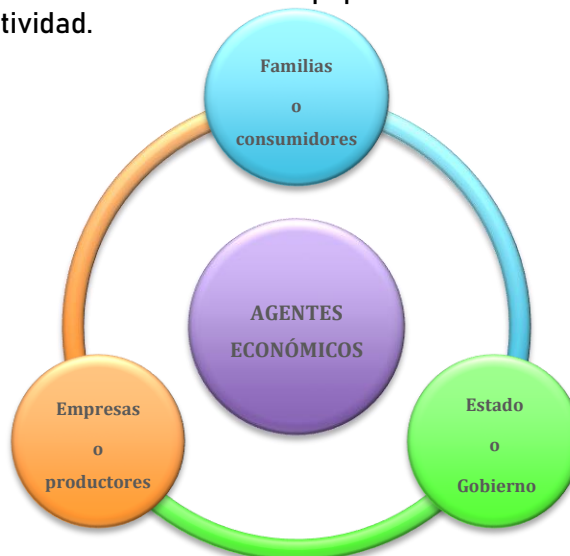 tividad.
Familias
o
consumidores
AGENTES
ECONÓMICOS
Empresas
o
productores
Estado
o
Gobierno